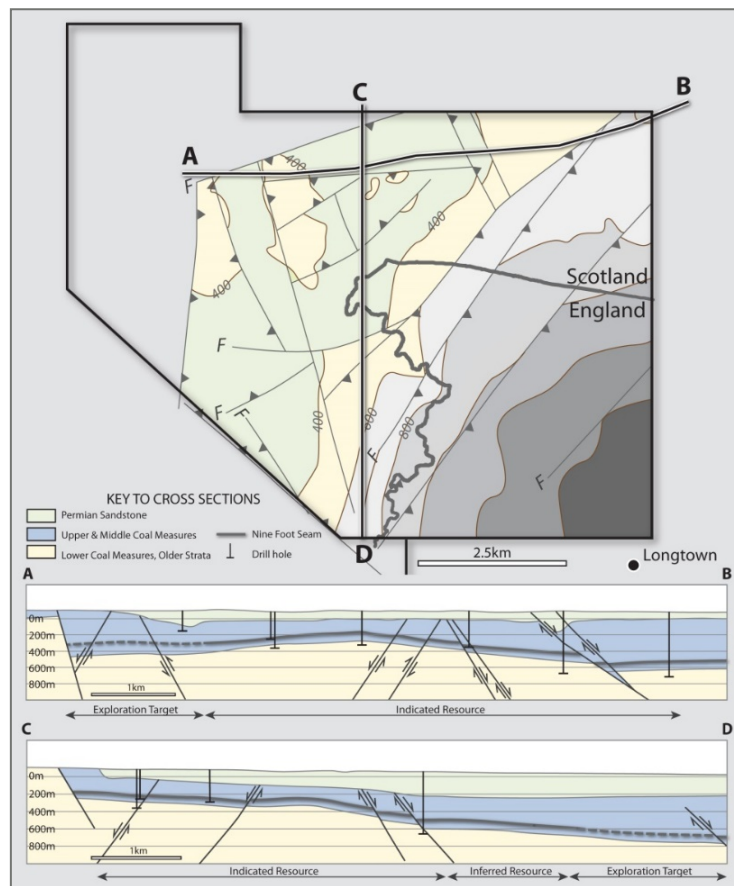 C
B
A
400
F
400
400
Scotland
England
F
400
800
800
F
F
F
F
KEY TO CROSS SECTIONS
Permian Sandstone
Upper & Middle Coal Measures
Nine Foot Seam
Lower Coal Measures, Older Strata
Drill hole
D
2.5km
Longtown
A
B
0m
200m
400m
600m
800m
1km
Exploration Target
Indicated Resource
C
D
0m
200m
400m
600m
800m
1km
Indicated Resource
Inferred Resource
Exploration Target